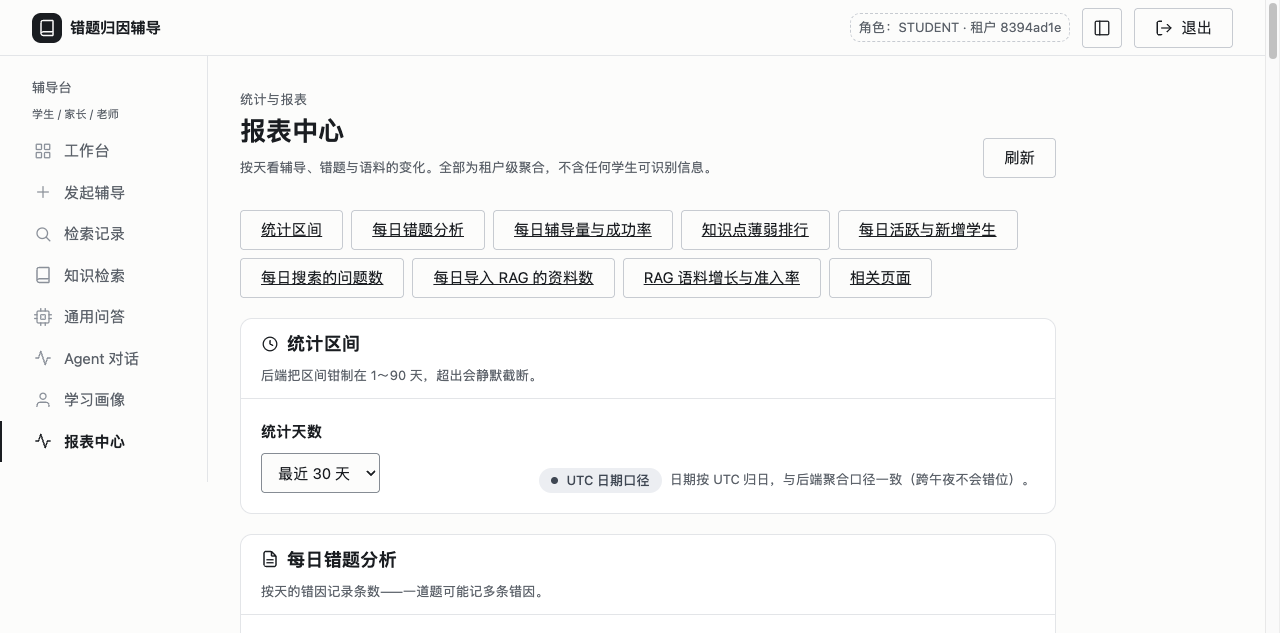 错题归因辅导
角色：STUDENT · 租户 8394ad1e
退出
辅导台
学生 / 家长 / 老师
工作台
发起辅导
检索记录
知识检索
通用问答
Agent 对话
学习画像
报表中心
统计与报表
报表中心
按天看辅导、错题与语料的变化。全部为租户级聚合，不含任何学生可识别信息。
刷新
统计区间
每日错题分析
每日辅导量与成功率
知识点薄弱排行
每日活跃与新增学生
每日搜索的问题数
每日导入 RAG 的资料数
RAG 语料增长与准入率
相关页面
统计区间
后端把区间钳制在 1～90 天，超出会静默截断。
统计天数
最近 30 天
UTC 日期口径
日期按 UTC 归日，与后端聚合口径一致（跨午夜不会错位）。
每日错题分析
按天的错因记录条数——一道题可能记多条错因。